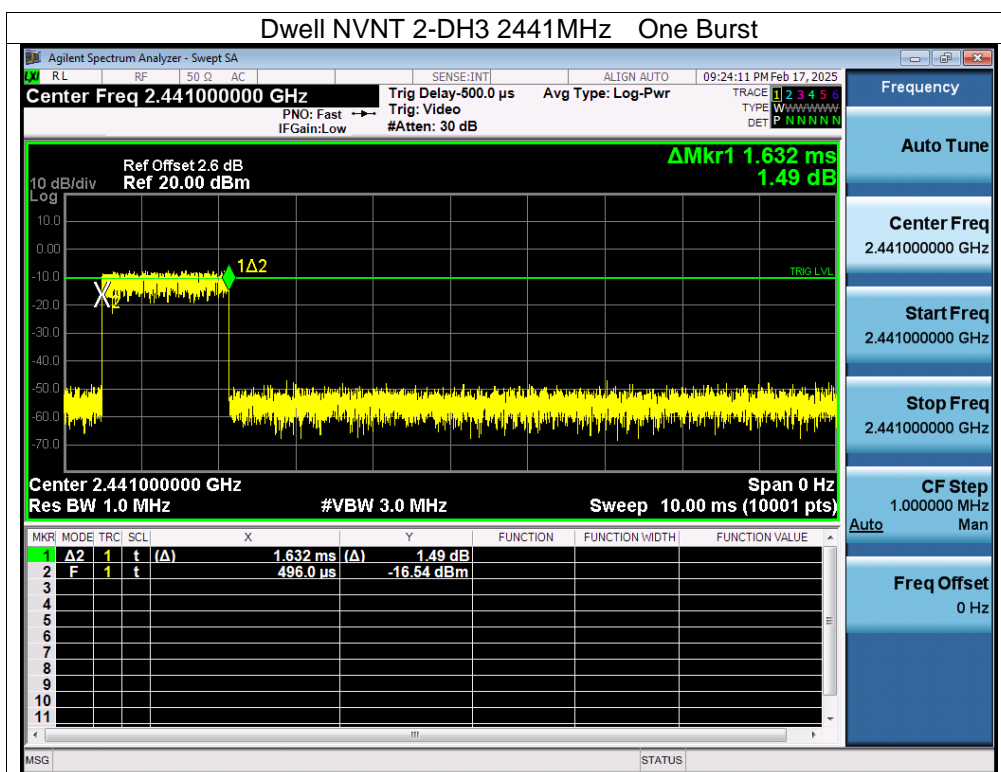 Dwell NVNT 2-DH3 2441MHz One Burst
Agilent Spectrum Analyzer - Swept SA
LXI RL RF 50 Ω AC SENSE:INT ALIGN AUTO 09:24:11 PM Feb 17, 2025
Center Freq 2.441000000 GHz
PNO: Fast
IFGain:Low
Trig Delay-500.0 µs
Trig: Video
#Atten: 30 dB
Avg Type: Log-Pwr
TRACE 1 2 3 4 5 6
TYPE WWWWWW
DET P N N N N N
Ref Offset 2.6 dB
10 dB/div Ref 20.00 dBm
Log
ΔMkr1 1.632 ms
1.49 dB
10.0
0.00
-10.0
-20.0
-30.0
-40.0
-50.0
-60.0
-70.0
1Δ2
2
TRIG LVL
Center 2.441000000 GHz Span 0 Hz
Res BW 1.0 MHz #VBW 3.0 MHz Sweep 10.00 ms (10001 pts)
MKR MODE TRC SCL X Y FUNCTION FUNCTION WIDTH FUNCTION VALUE
1 Δ2 1 t (Δ) 1.632 ms (Δ) 1.49 dB
2 F 1 t 496.0 µs -16.54 dBm
3
4
5
6
7
8
9
10
11
MSG STATUS
Frequency
Auto Tune
Center Freq
2.441000000 GHz
Start Freq
2.441000000 GHz
Stop Freq
2.441000000 GHz
CF Step
1.000000 MHz
Auto Man
Freq Offset
0 Hz